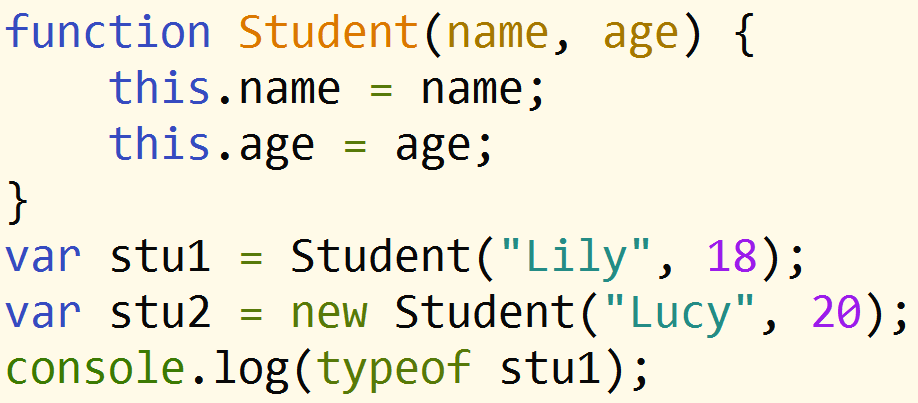 function Student(name, age) {
    this.name = name;
    this.age = age;
}
var stu1 = Student("Lily", 18);
var stu2 = new Student("Lucy", 20);
console.log(typeof stu1);